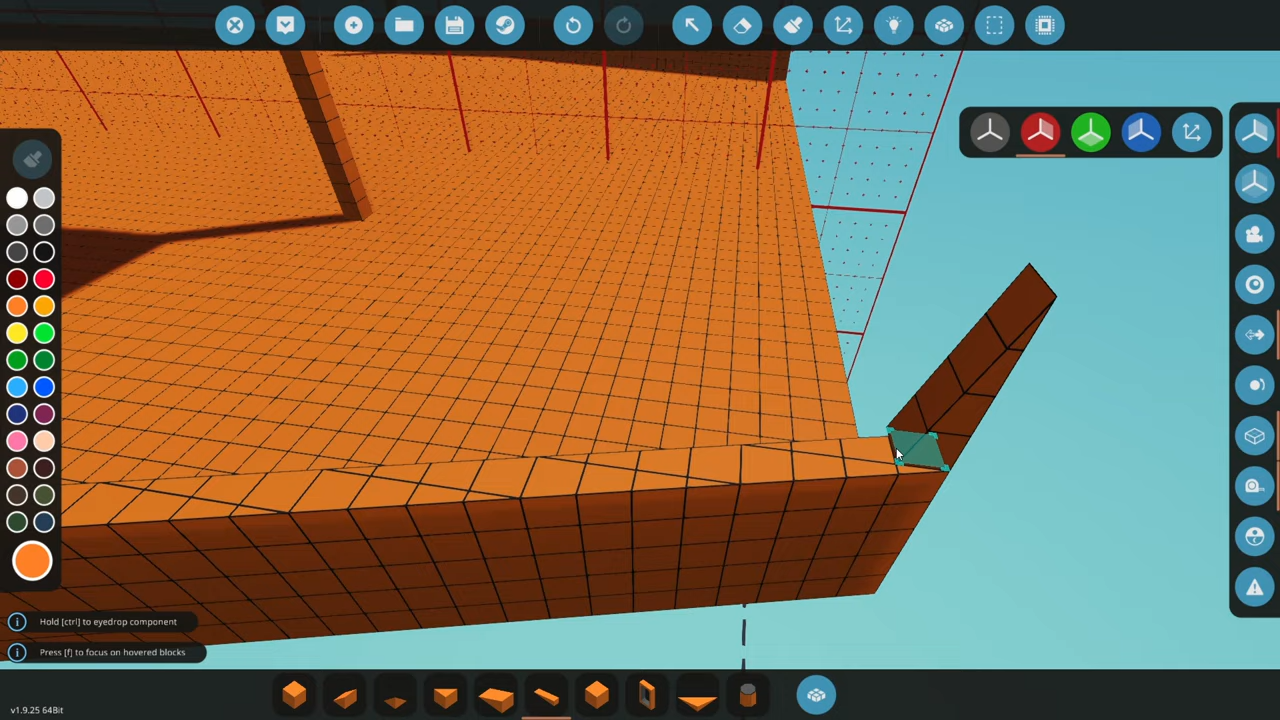 Hold [ctrl] to eyedrop component
Press [f] to focus on hovered blocks
v1.9.25 64Bit